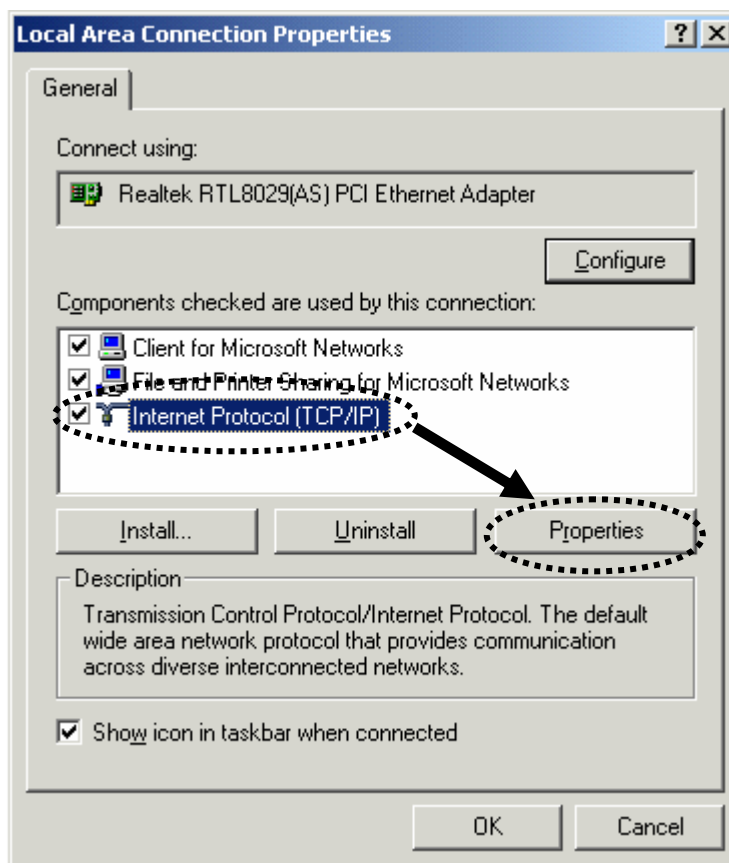 Local Area Connection Properties
General
Connect using:
Realtek RTL8029(AS) PCI Ethernet Adapter
Configure
Components checked are used by this connection:
Client for Microsoft Networks
File and Printer Sharing for Microsoft Networks
Internet Protocol (TCP/IP)
Install... Uninstall Properties
Description
Transmission Control Protocol/Internet Protocol. The default
wide area network protocol that provides communication
across diverse interconnected networks.
Show icon in taskbar when connected
OK Cancel